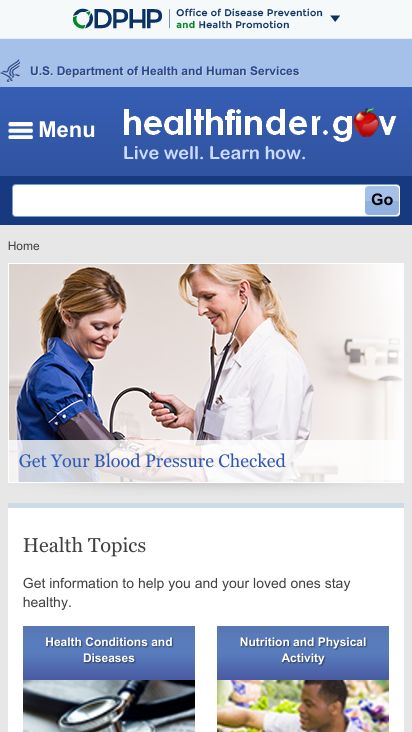 ODPHP
Office of Disease Prevention
and Health Promotion
U.S. Department of Health and Human Services
Menu
healthfinder.gov
Live well. Learn how.
Go
Home
Get Your Blood Pressure Checked
Health Topics
Get information to help you and your loved ones stay
healthy.
Health Conditions and
Diseases
Nutrition and Physical
Activity